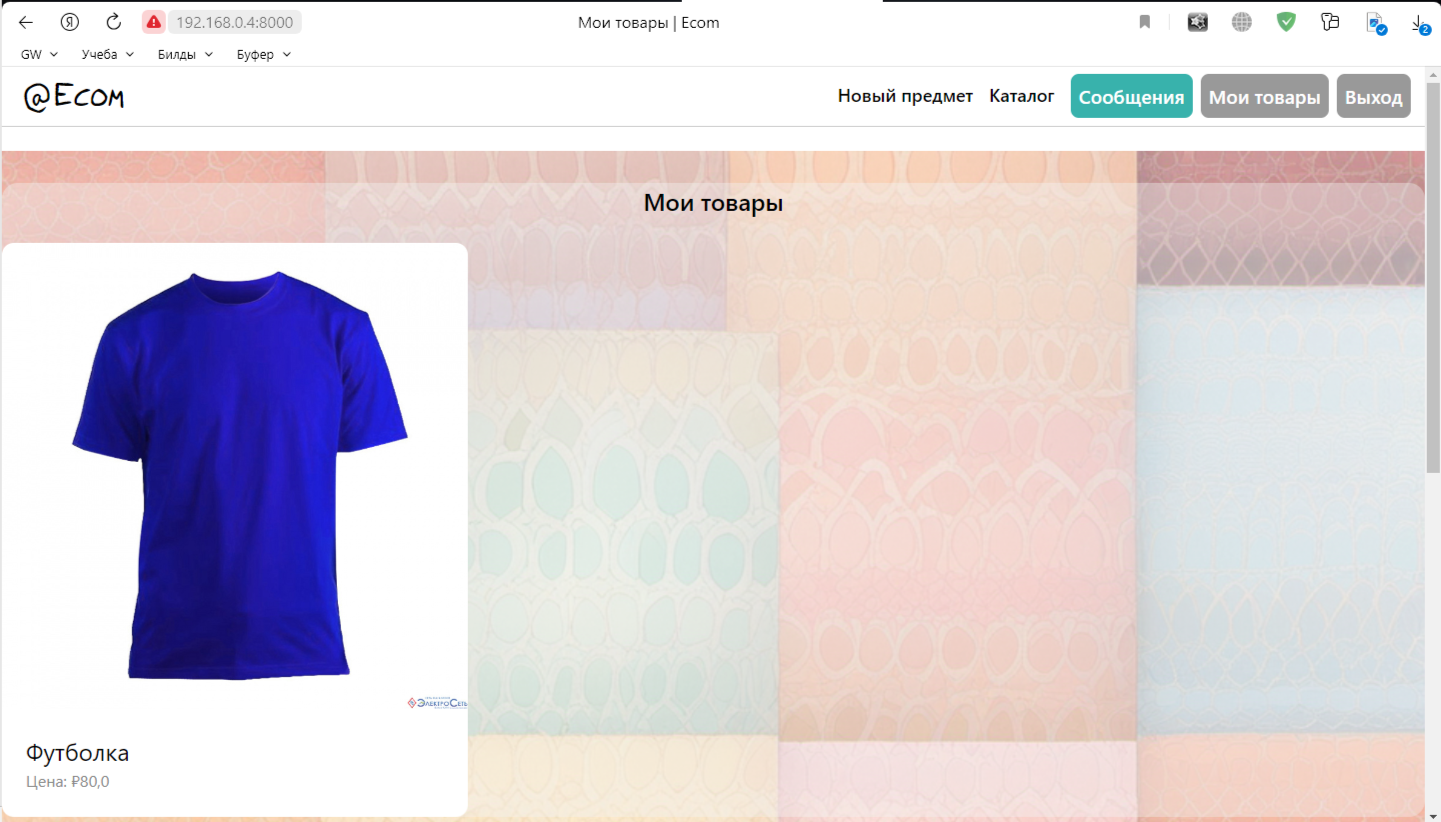 192.168.0.4:8000
Мои товары | Ecom
2
GW
Учеба
Билды
Буфер
@Ecom
Новый предмет
Каталог
Сообщения
Мои товары
Выход
Мои товары
ЭлектроСеть
Футболка
Цена: ₽80,0